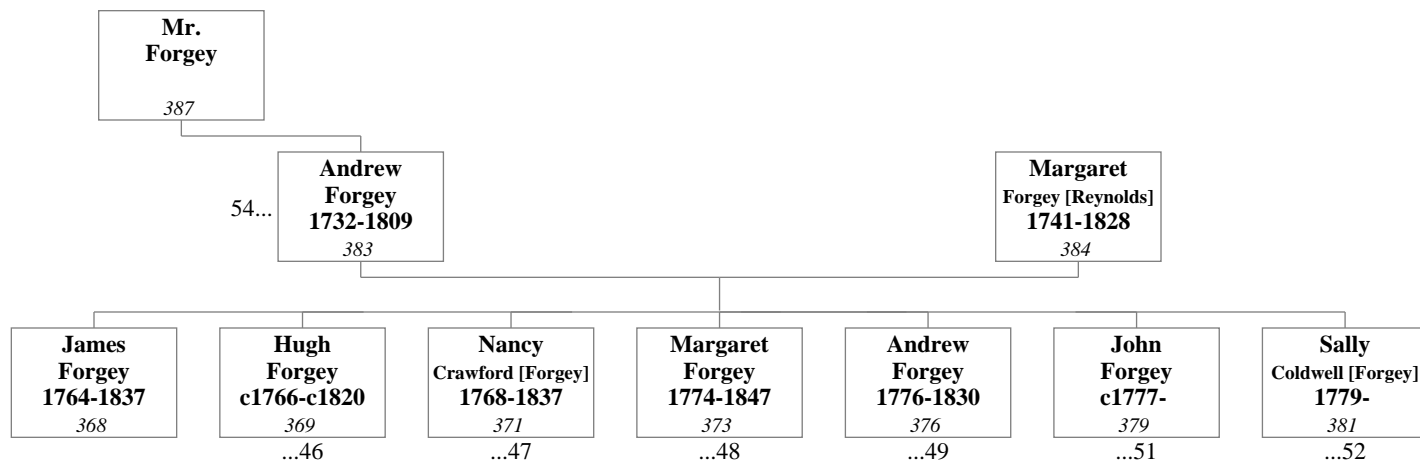 Mr.
Forgey
387
54...
Andrew
Forgey
1732-1809
383
Margaret
Forgey [Reynolds]
1741-1828
384
James
Forgey
1764-1837
368
Hugh
Forgey
c1766-c1820
369
...46
Nancy
Crawford [Forgey]
1768-1837
371
...47
Margaret
Forgey
1774-1847
373
...48
Andrew
Forgey
1776-1830
376
...49
John
Forgey
c1777-
379
...51
Sally
Coldwell [Forgey]
1779-
381
...52